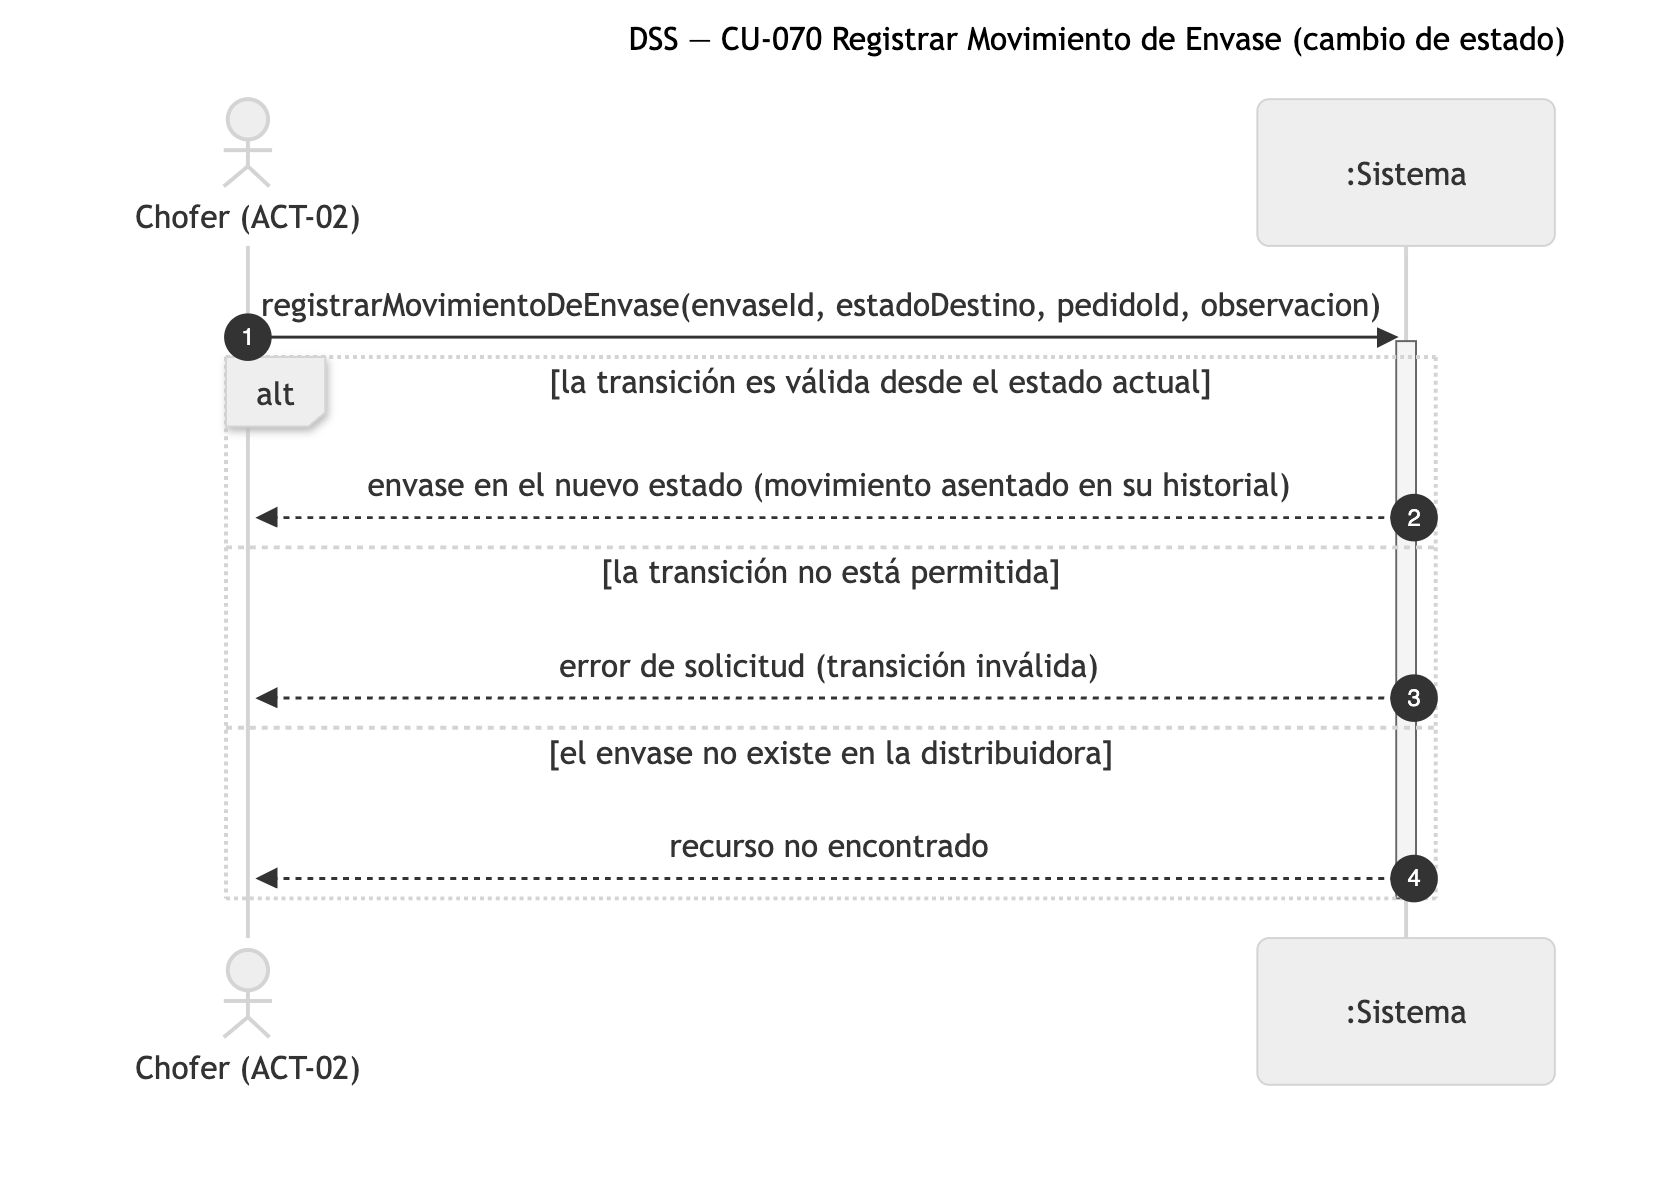 DSS — CU-070 Registrar Movimiento de Envase (cambio de estado)
Chofer (ACT-02)
:Sistema
registrarMovimientoDeEnvase(envaseId, estadoDestino, pedidoId, observacion)
1
alt
[la transición es válida desde el estado actual]
envase en el nuevo estado (movimiento asentado en su historial)
2
[la transición no está permitida]
error de solicitud (transición inválida)
3
[el envase no existe en la distribuidora]
recurso no encontrado
4
Chofer (ACT-02)
:Sistema